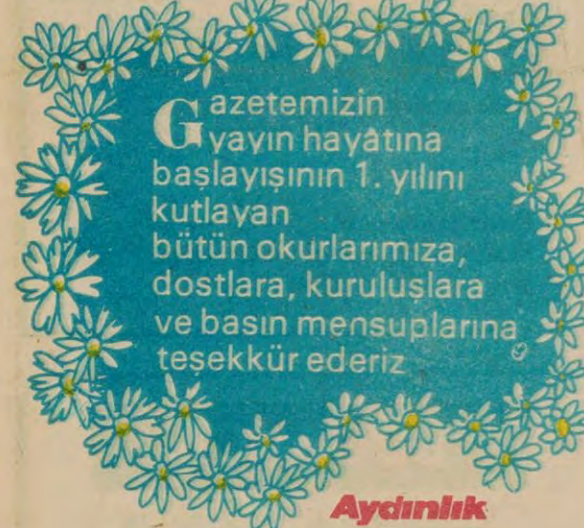 Gazetemizin
yayın hayâtına
başlayışının 1. yılını
kutlayan
bütün okurlarımıza,
dostlara, kuruluşlara
ve basın mensuplarına
teşekkür ederiz
Aydınlık